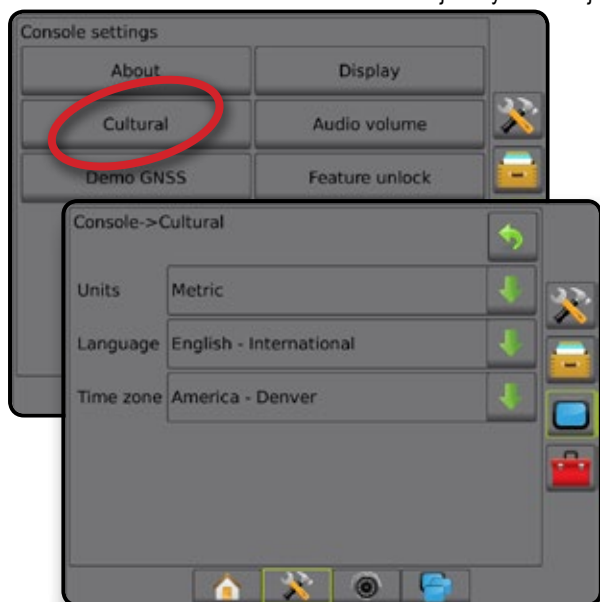 Console settings
About
Display
Cultural
Audio volume
Demo GNSS
Feature unlock
Console->Cultural
Units
Metric
Language
English - International
Time zone
America - Denver